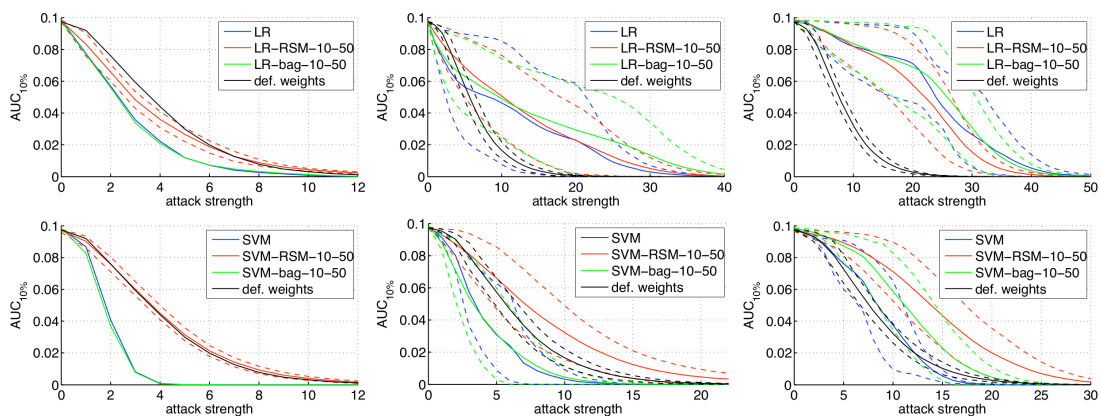 0.1
0.08
0.06
0.04
0.02
0
AUC10%
0 2 4 6 8 10 12
attack strength
LR
LR−RSM−10−50
LR−bag−10−50
def. weights
0.1
0.08
0.06
0.04
0.02
0
AUC10%
0 10 20 30 40
attack strength
LR
LR−RSM−10−50
LR−bag−10−50
def. weights
0.1
0.08
0.06
0.04
0.02
0
AUC10%
0 10 20 30 40 50
attack strength
LR
LR−RSM−10−50
LR−bag−10−50
def. weights
0.1
0.08
0.06
0.04
0.02
0
AUC10%
0 2 4 6 8 10 12
attack strength
SVM
SVM−RSM−10−50
SVM−bag−10−50
def. weights
0.1
0.08
0.06
0.04
0.02
0
AUC10%
0 5 10 15 20
attack strength
SVM
SVM−RSM−10−50
SVM−bag−10−50
def. weights
0.1
0.08
0.06
0.04
0.02
0
AUC10%
0 5 10 15 20 25 30
attack strength
SVM
SVM−RSM−10−50
SVM−bag−10−50
def. weights